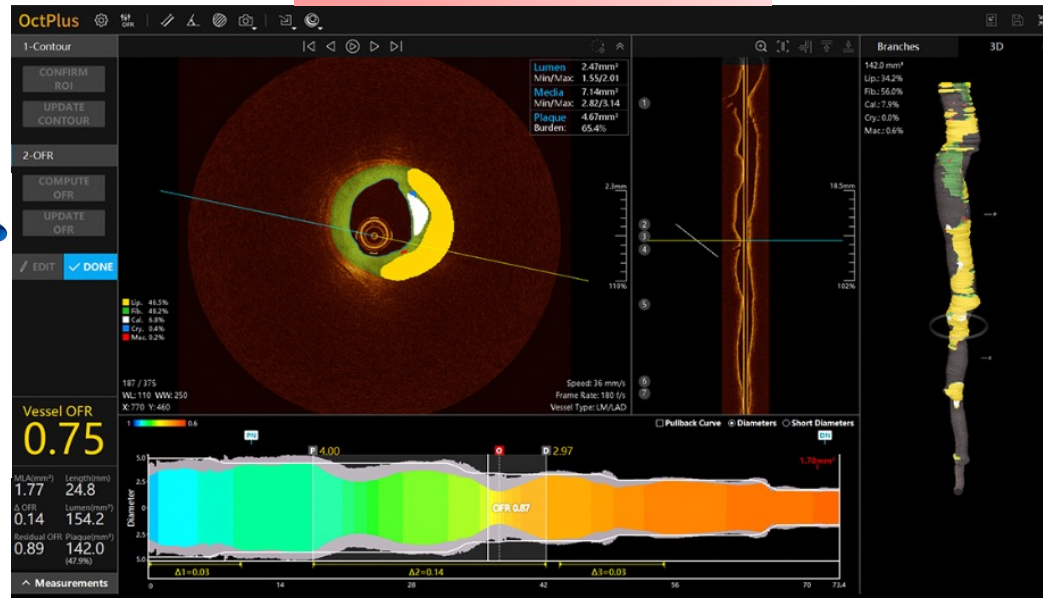 OctPlus
OFR
1-Contour
CONFIRM
ROI
UPDATE
CONTOUR
2-OFR
COMPUTE
OFR
UPDATE
OFR
EDIT
DONE
Lumen 2.47mm²
Min/Max: 1.55/2.01
Media 7.14mm²
Min/Max: 2.82/3.14
Plaque 4.67mm²
Burden: 65.4%
2.3mm
110%
Lip. 46.5%
Fib. 48.2%
Cal. 6.8%
Cry. 0.4%
Mac. 0.2%
187 / 375
WL: 110 WW: 250
X: 770 Y: 460
Speed: 36 mm/s
Frame Rate: 180 f/s
Vessel Type: LM/LAD
1
2
3
4
5
6
7
18.5mm
102%
Branches
3D
142.0 mm³
Lip.: 34.2%
Fib.: 56.0%
Cal.: 7.9%
Cry.: 0.0%
Mac.: 0.6%
P
Vessel OFR
0.75
MLA(mm²) Length(mm)
1.77 24.8
Δ OFR Lumen(mm³)
0.14 154.2
Residual OFR Plaque(mm³)
0.89 142.0
(47.9%)
Measurements
1 0.6
Pullback Curve Diameters Short Diameters
PN
DN
P 4.00
O
D 2.97
1.70mm²
Diameter
5.0
2.5
0
2.5
5.0
OFR 0.87
Δ1=0.03
Δ2=0.14
Δ3=0.03
0 14 28 42 56 70 73.4